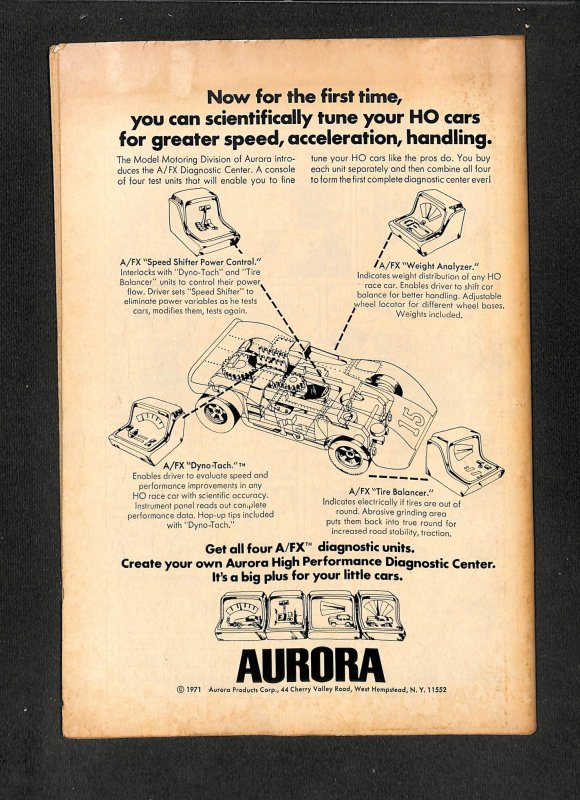 Now for the first time,
you can scientifically tune your HO cars
for greater speed, acceleration, handling.
The Model Motoring Division of Aurora intro-
duces the A/FX Diagnostic Center. A console
of four test units that will enable you to fine
tune your HO cars like the pros do. You buy
each unit separately and then combine all four
to form the first complete diagnostic center ever!
A/FX "Speed Shifter Power Control."
Interlocks with "Dyno-Tach" and "Tire
Balancer" units to control their power
flow. Driver sets "Speed Shifter" to
eliminate power variables as he tests
cars, modifies them, tests again.
A/FX "Weight Analyzer."
Indicates weight distribution of any HO
race car. Enables driver to shift car
balance for better handling. Adjustable
wheel locator for different wheel bases.
Weights included.
15
A/FX "Dyno-Tach."™
Enables driver to evaluate speed and
performance improvements in any
HO race car with scientific accuracy.
Instrument panel reads out complete
performance data. Hop-up tips included
with "Dyno-Tach."
A/FX "Tire Balancer."
Indicates electrically if tires are out of
round. Abrasive grinding area
puts them back into true round for
increased road stability, traction.
Get all four A/FX™ diagnostic units.
Create your own Aurora High Performance Diagnostic Center.
It's a big plus for your little cars.
AURORA
© 1971 Aurora Products Corp., 44 Cherry Valley Road, West Hempstead, N. Y. 11552